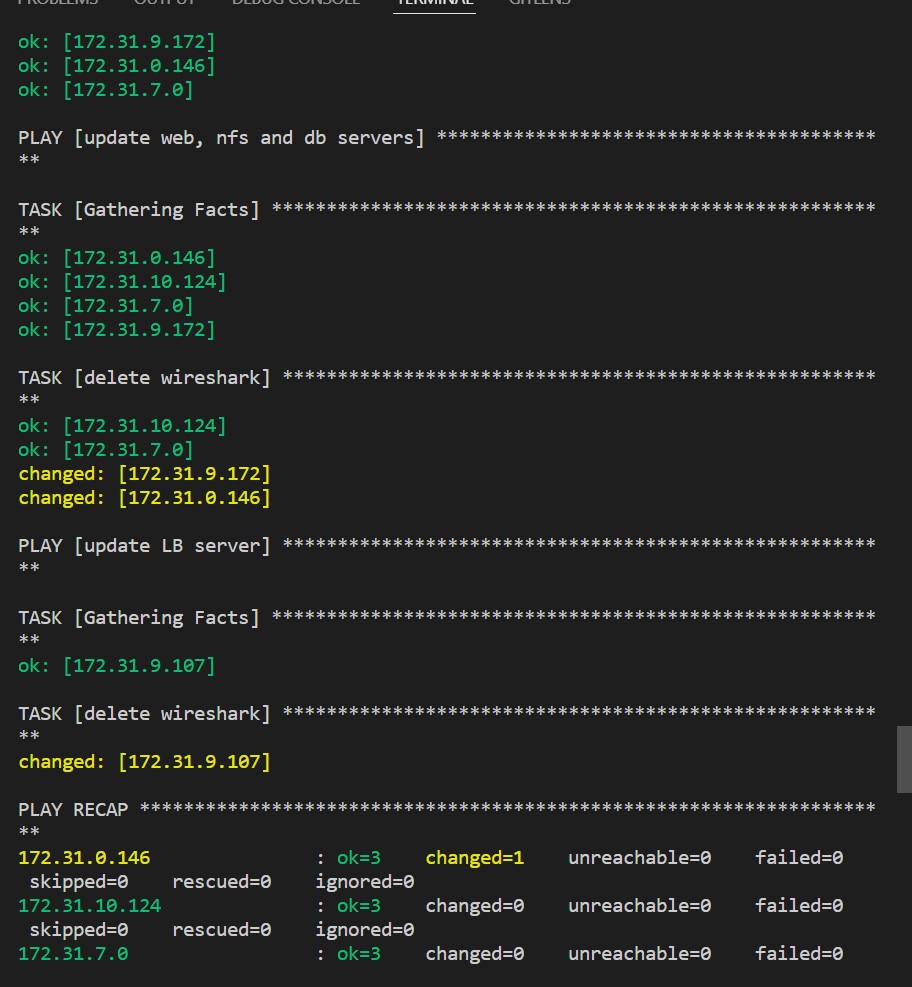 PROBLEMS OUTPUT DEBUG CONSOLE TERMINAL GITLENS
ok: [172.31.9.172]
ok: [172.31.0.146]
ok: [172.31.7.0]
PLAY [update web, nfs and db servers] ****************************************
**
TASK [Gathering Facts] *******************************************************
**
ok: [172.31.0.146]
ok: [172.31.10.124]
ok: [172.31.7.0]
ok: [172.31.9.172]
TASK [delete wireshark] ******************************************************
**
ok: [172.31.10.124]
ok: [172.31.7.0]
changed: [172.31.9.172]
changed: [172.31.0.146]
PLAY [update LB server] ******************************************************
**
TASK [Gathering Facts] *******************************************************
**
ok: [172.31.9.107]
TASK [delete wireshark] ******************************************************
**
changed: [172.31.9.107]
PLAY RECAP *******************************************************************
**
172.31.0.146               : ok=3    changed=1    unreachable=0    failed=0
 skipped=0    rescued=0    ignored=0
172.31.10.124              : ok=3    changed=0    unreachable=0    failed=0
 skipped=0    rescued=0    ignored=0
172.31.7.0                 : ok=3    changed=0    unreachable=0    failed=0